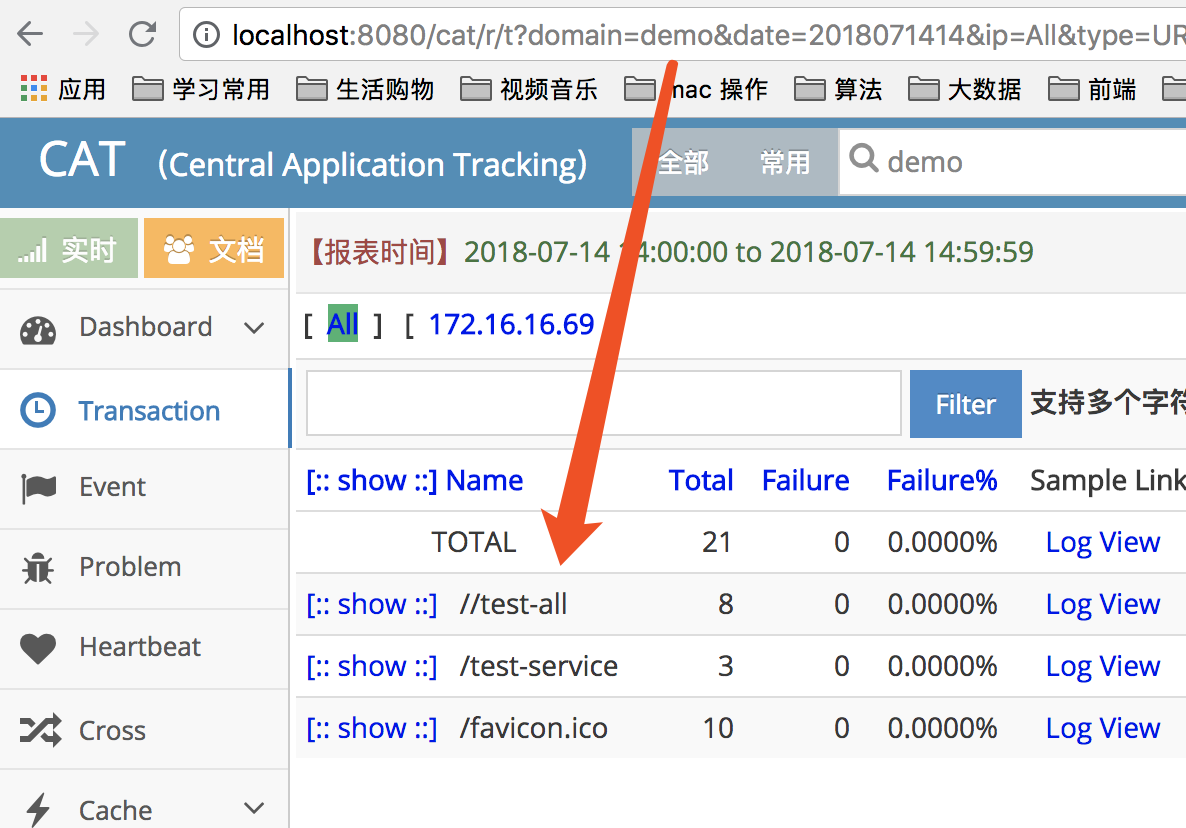 localhost:8080/cat/r/t?domain=demo&date=2018071414&ip=All&type=UR
应用 学习常用 生活购物 视频音乐 mac 操作 算法 大数据 前端
CAT (Central Application Tracking) 全部 常用 demo
实时 文档
【报表时间】2018-07-14 14:00:00 to 2018-07-14 14:59:59
[ All ] [ 172.16.16.69
Dashboard
Filter 支持多个字符
Transaction
[:: show ::] Name Total Failure Failure% Sample Link
Event
TOTAL 21 0 0.0000% Log View
Problem
[:: show ::] //test-all 8 0 0.0000% Log View
Heartbeat
[:: show ::] /test-service 3 0 0.0000% Log View
Cross
[:: show ::] /favicon.ico 10 0 0.0000% Log View
Cache